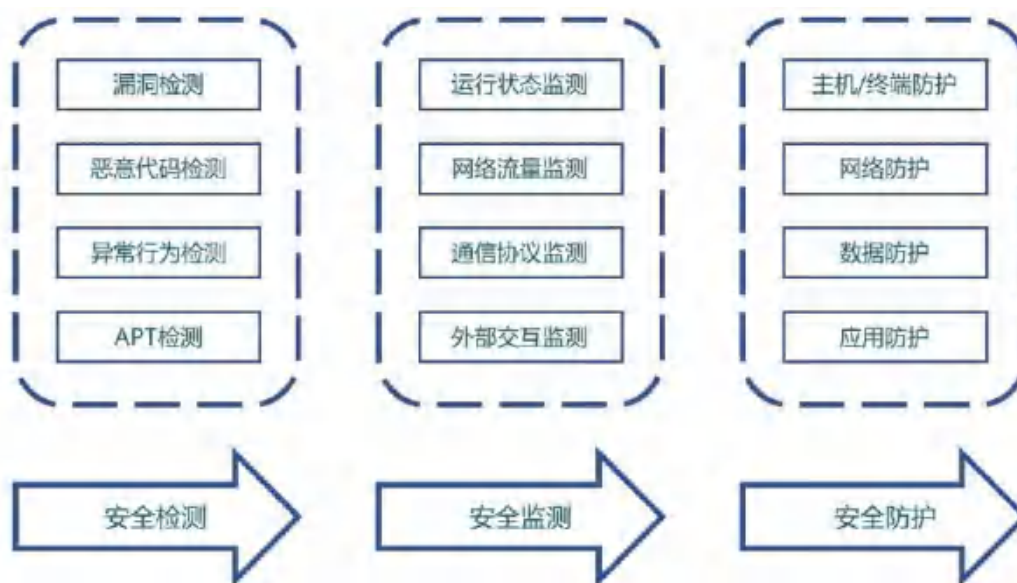 漏洞检测
恶意代码检测
异常行为检测
APT检测
运行状态监测
网络流量监测
通信协议监测
外部交互监测
主机/终端防护
网络防护
数据防护
应用防护
安全检测
安全监测
安全防护